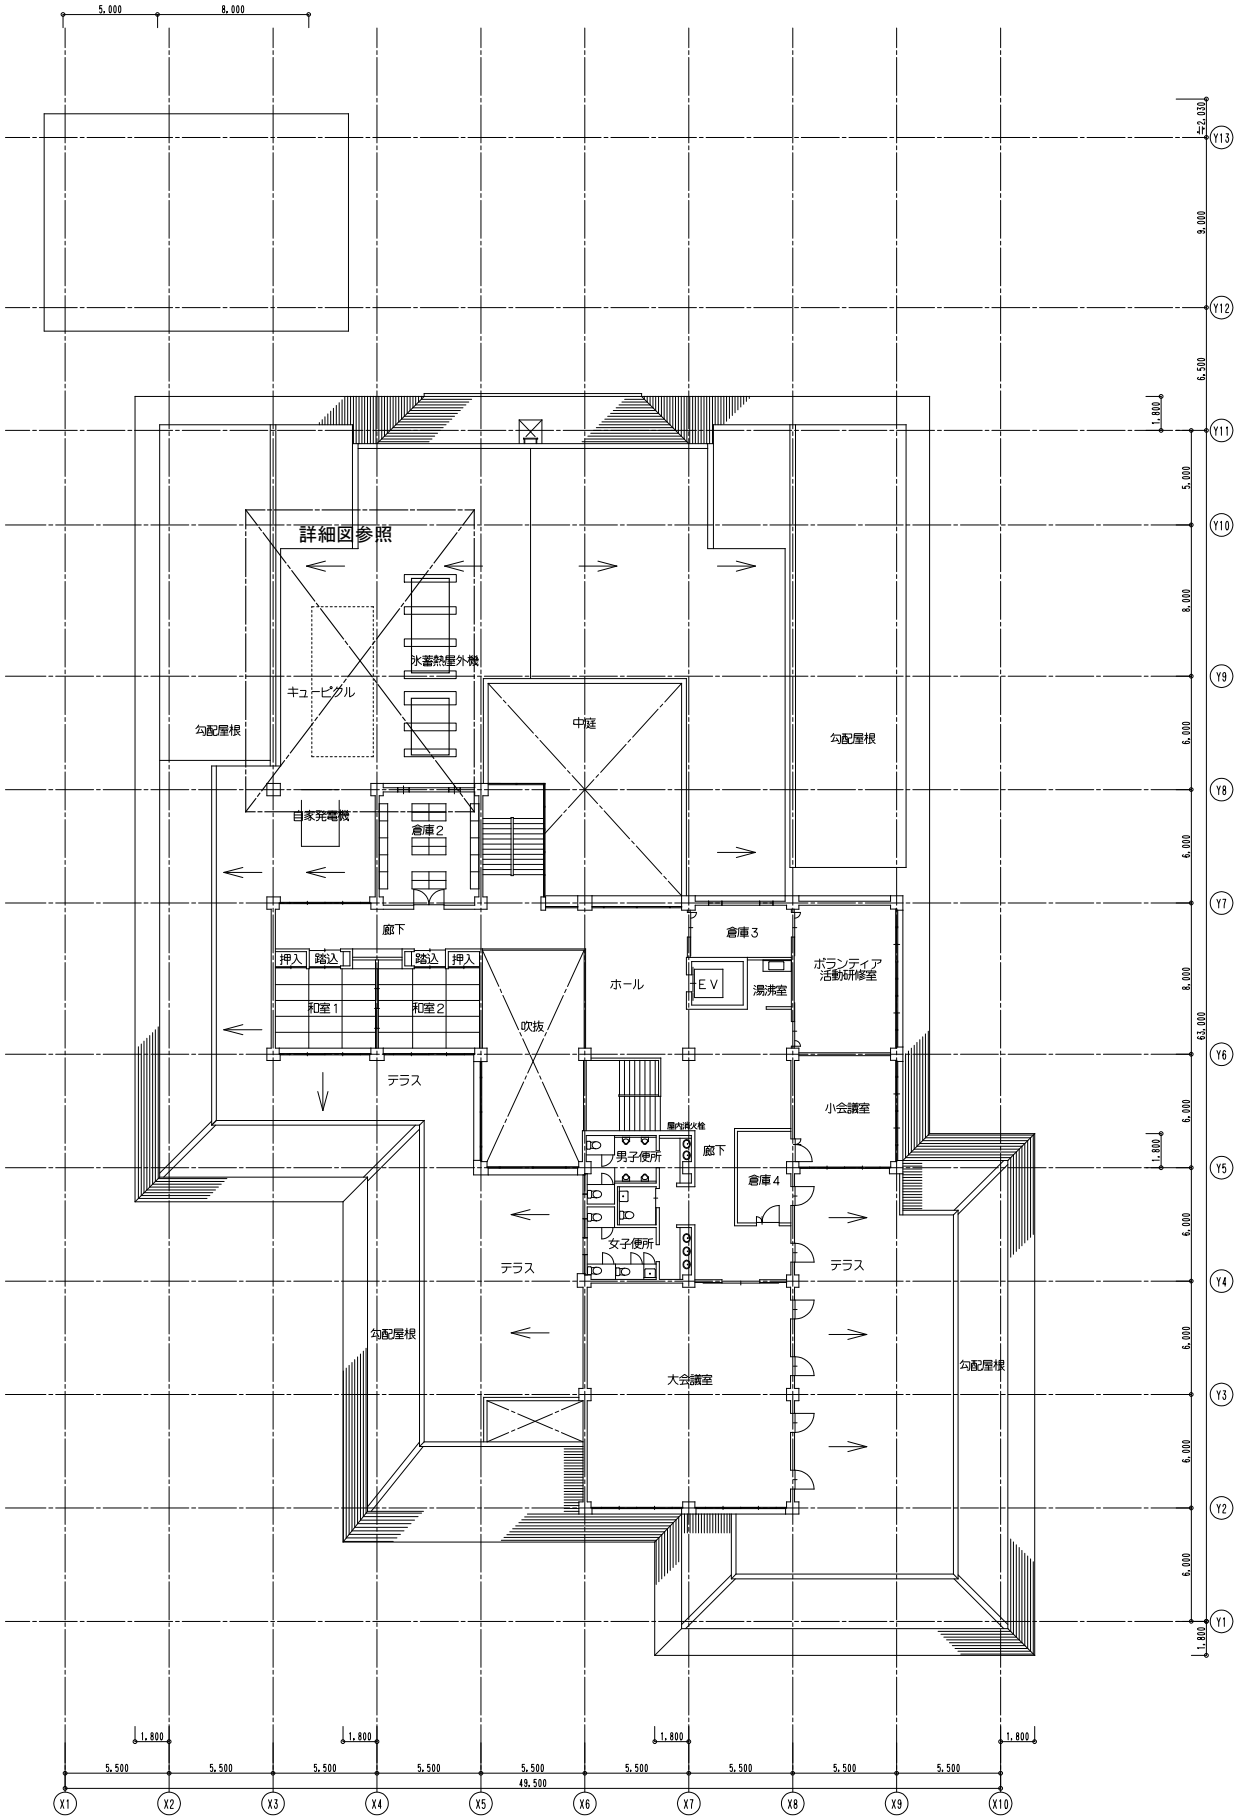 5.000
8.000
≒2.030
Y13
9.000
Y12
6.500
1.800
Y11
5.000
詳細図参照
Y10
8.000
氷蓄熱屋外機
キュービクル
Y9
中庭
勾配屋根
勾配屋根
6.000
Y8
自家発電機
倉庫2
6.000
Y7
廊下
倉庫3
押入
踏込
踏込
押入
ボランティア
活動研修室
ホール
EV
湯沸室
8.000
和室1
和室2
吹抜
63.000
Y6
テラス
小会議室
6.000
屋内消火栓
1.800
男子便所
廊下
Y5
倉庫4
6.000
女子便所
テラス
テラス
Y4
勾配屋根
6.000
勾配屋根
大会議室
Y3
6.000
Y2
6.000
Y1
1.800
1.800
1.800
1.800
1.800
5.500
5.500
5.500
5.500
5.500
5.500
5.500
5.500
5.500
49.500
X1
X2
X3
X4
X5
X6
X7
X8
X9
X10